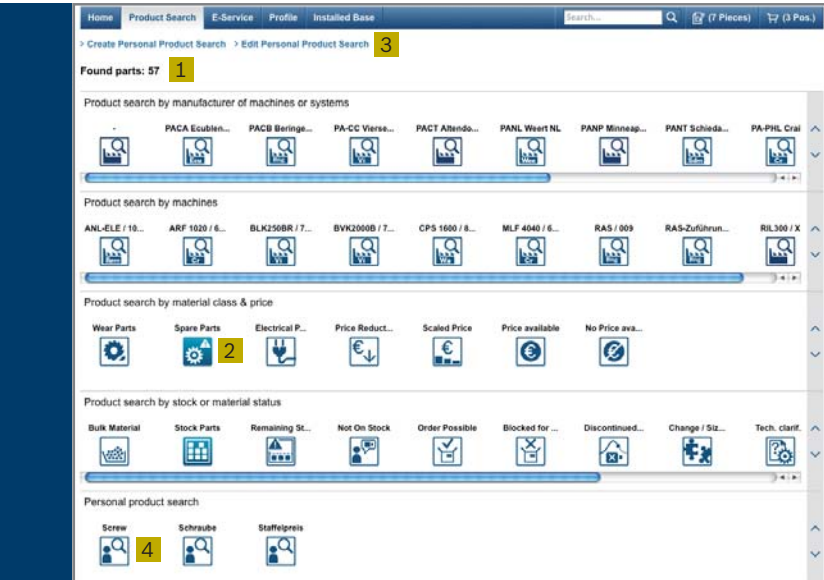 Home Product Search E-Service Profile Installed Base Search... (7 Pieces) (3 Pos.)
> Create Personal Product Search > Edit Personal Product Search 3
Found parts: 57 1
Product search by manufacturer of machines or systems
- PACA Ecublen... PACB Beringe... PA-CC Vierse... PACT Altendo... PANL Weert NL PANP Minneap... PANT Schieda... PA-PHL Crai
Product search by machines
ANL-ELE / 10... ARF 1020 / 6... BLK250BR / 7... BVK2000B / 7... CPS 1600 / 8... MLF 4040 / 6... RAS / 009 RAS-Zuführun... RIL300 / X
Product search by material class & price
Wear Parts Spare Parts Electrical P... Price Reduct... Scaled Price Price available No Price ava...
2
Product search by stock or material status
Bulk Material Stock Parts Remaining St... Not On Stock Order Possible Blocked for ... Discontinued... Change / Siz... Tech. clarif.
Personal product search
Screw Schraube Staffelpreis
4